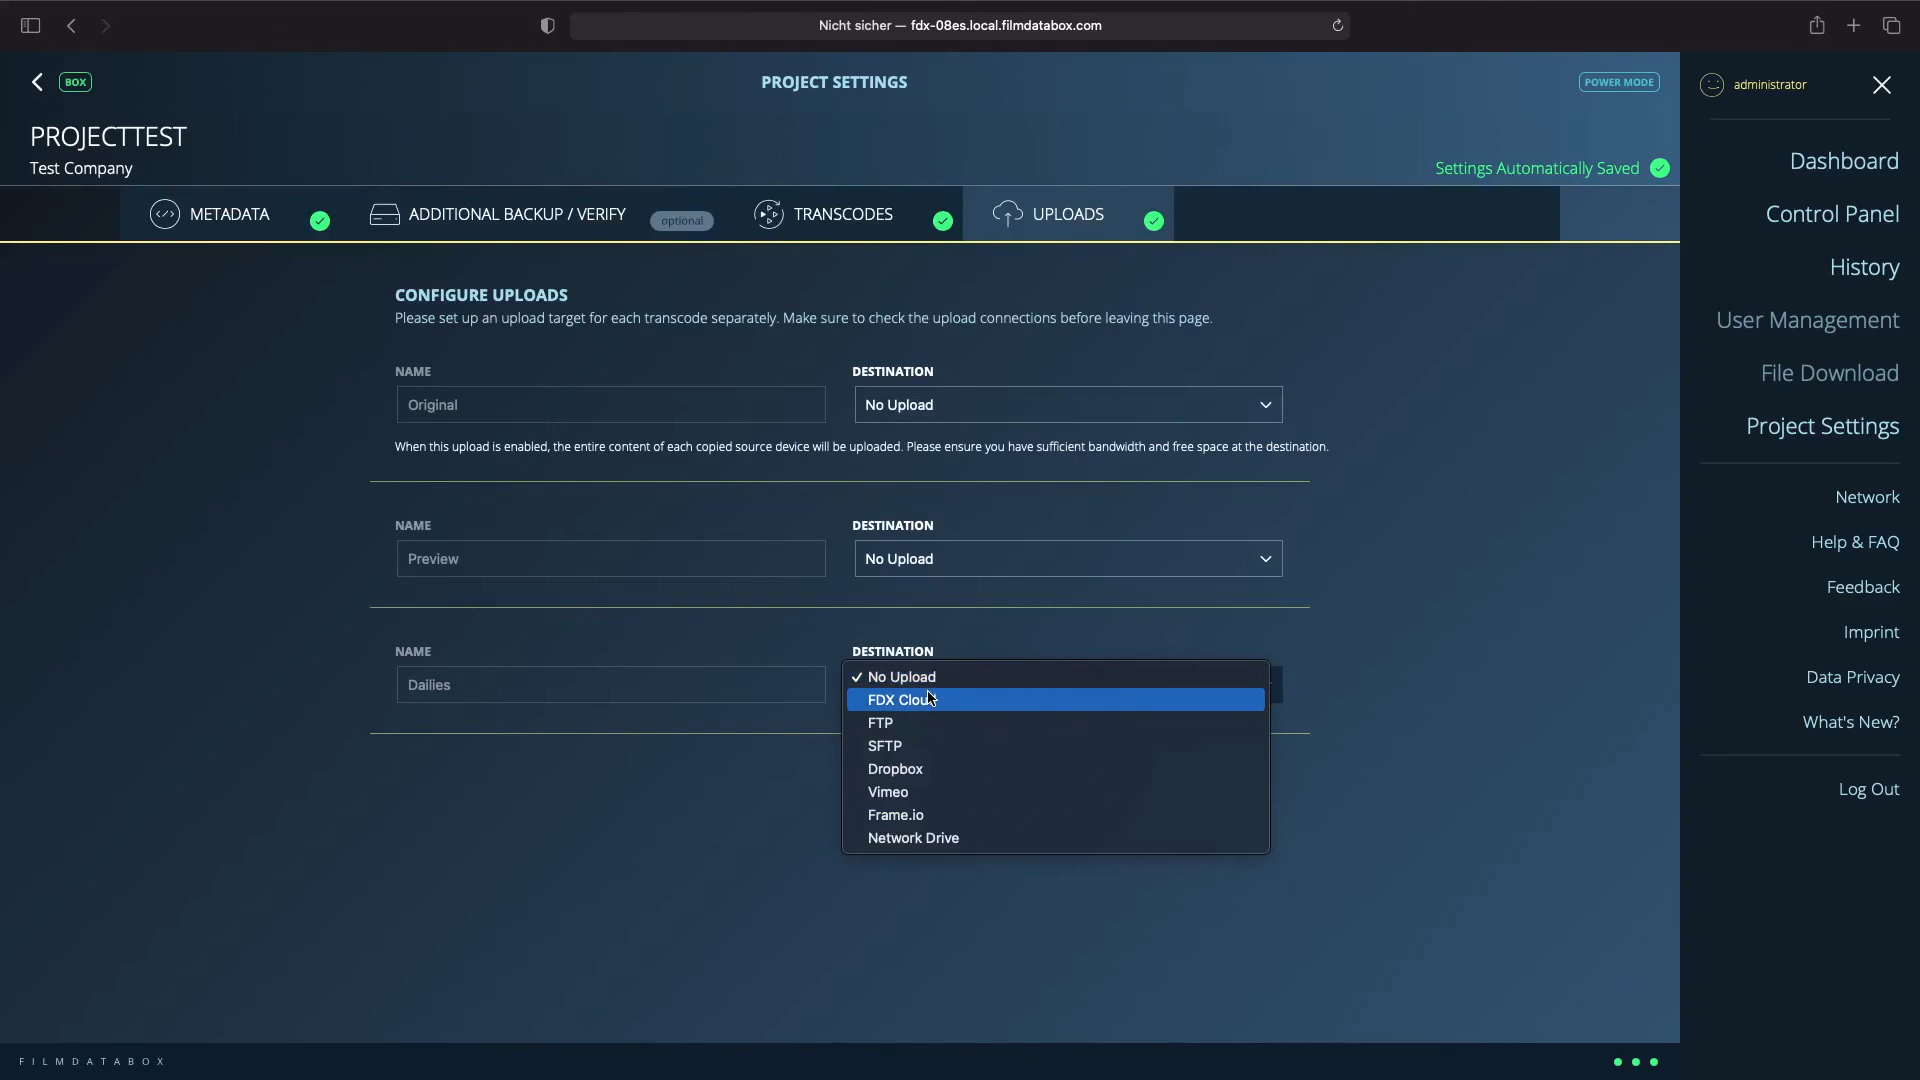 Nicht sicher — fdx-08es.local.filmdatabox.com
BOX
PROJECT SETTINGS
POWER MODE
administrator
PROJECTTEST
Test Company
Settings Automatically Saved
METADATA
ADDITIONAL BACKUP / VERIFY
optional
TRANSCODES
UPLOADS
CONFIGURE UPLOADS
Please set up an upload target for each transcode separately. Make sure to check the upload connections before leaving this page.
NAME
DESTINATION
Original
No Upload
When this upload is enabled, the entire content of each copied source device will be uploaded. Please ensure you have sufficient bandwidth and free space at the destination.
NAME
DESTINATION
Preview
No Upload
NAME
DESTINATION
Dailies
No Upload
FDX Cloud
FTP
SFTP
Dropbox
Vimeo
Frame.io
Network Drive
Dashboard
Control Panel
History
User Management
File Download
Project Settings
Network
Help & FAQ
Feedback
Imprint
Data Privacy
What's New?
Log Out
FILMDATABOX